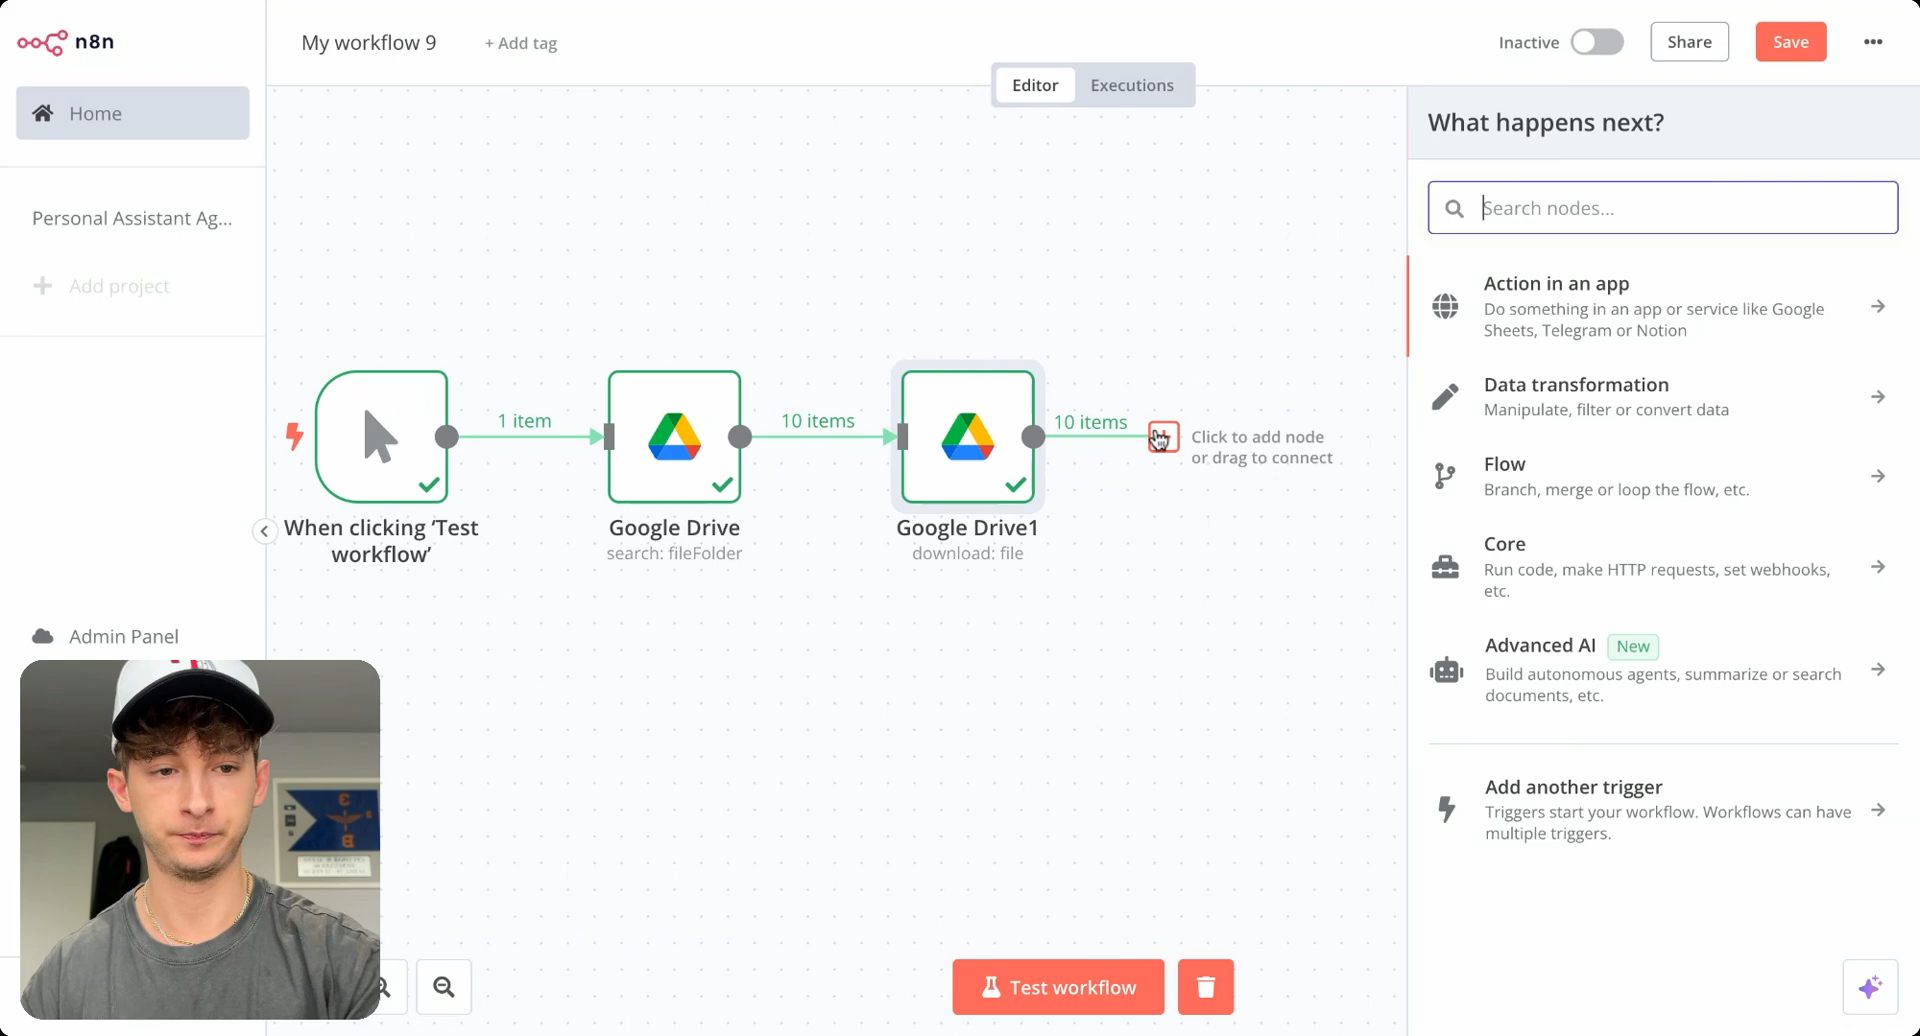 n8n
My workflow 9
+ Add tag
Inactive
Share
Save
Editor
Executions
Home
Personal Assistant Ag...
Add project
Admin Panel
1 item
10 items
10 items
Click to add node
or drag to connect
When clicking ‘Test
workflow’
Google Drive
search: fileFolder
Google Drive1
download: file
Test workflow
What happens next?
Search nodes...
Action in an app
Do something in an app or service like Google
Sheets, Telegram or Notion
Data transformation
Manipulate, filter or convert data
Flow
Branch, merge or loop the flow, etc.
Core
Run code, make HTTP requests, set webhooks,
etc.
Advanced AI New
Build autonomous agents, summarize or search
documents, etc.
Add another trigger
Triggers start your workflow. Workflows can have
multiple triggers.